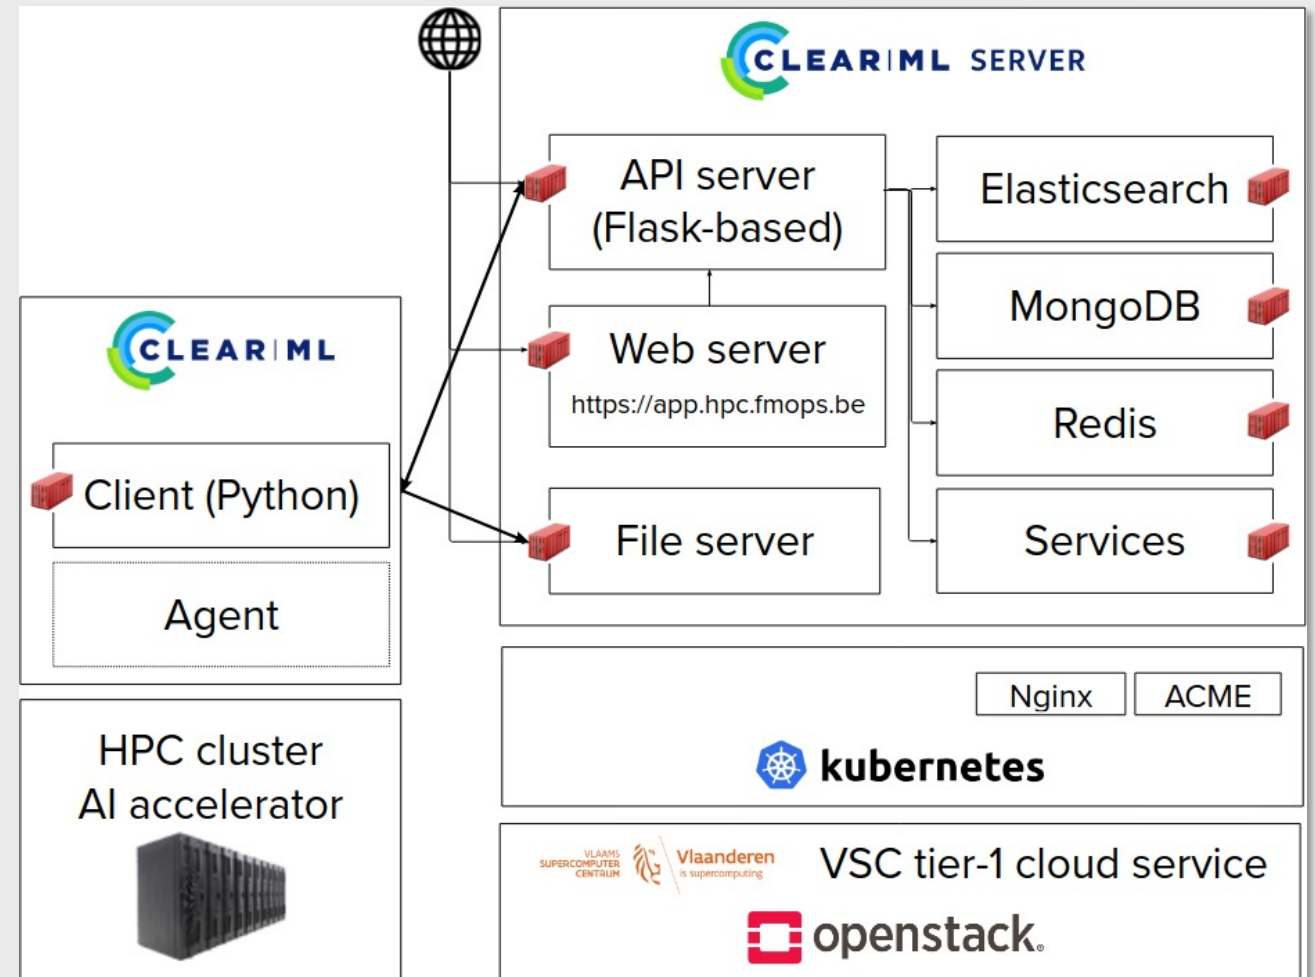 CLEAR|ML SERVER
API server
(Flask-based)
Elasticsearch
MongoDB
Web server
https://app.hpc.fmops.be
Redis
File server
Services
CLEAR|ML
Client (Python)
Agent
HPC cluster
AI accelerator
Nginx
ACME
kubernetes
VLAAMS
SUPERCOMPUTER
CENTRUM
Vlaanderen
is supercomputing
VSC tier-1 cloud service
openstack.